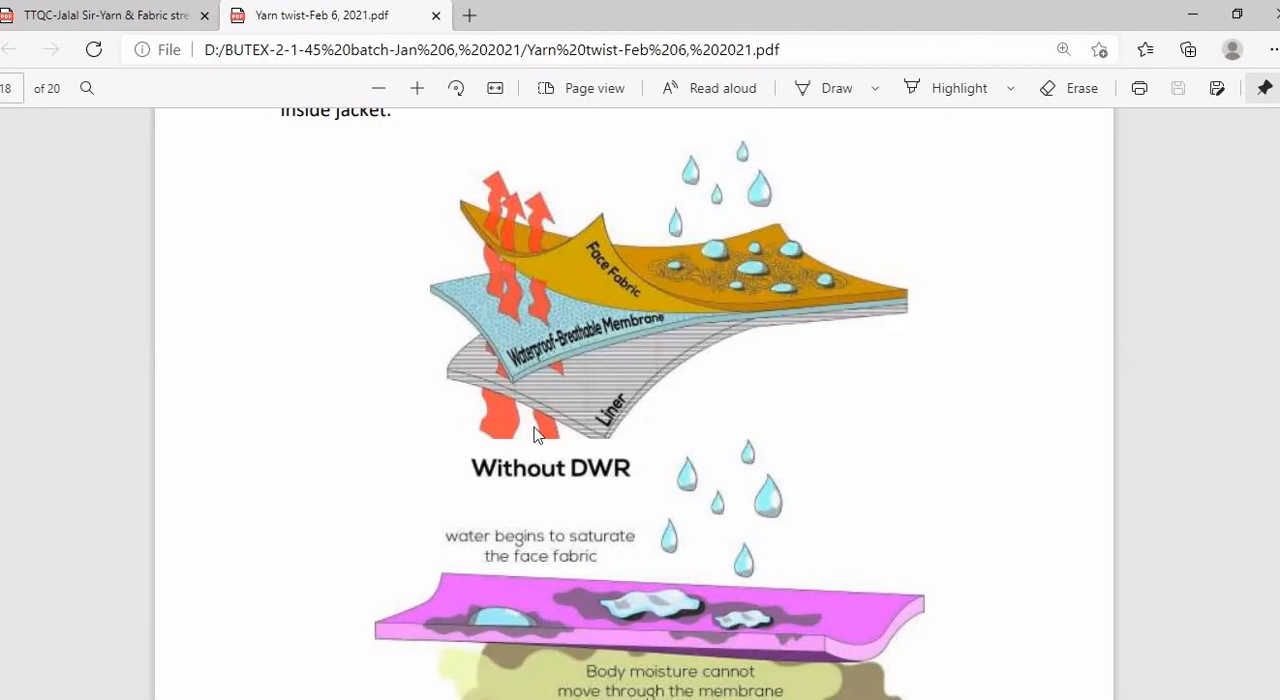 TTQC-Jalal Sir-Yarn & Fabric stre
Yarn twist-Feb 6, 2021.pdf
File
D:/BUTEX-2-1-45%20batch-Jan%206,%202021/Yarn%20twist-Feb%206,%202021.pdf
18 of 20
Page view
Read aloud
Draw
Highlight
Erase
inside jacket.
Face Fabric
Waterproof-Breathable Membrane
Liner
Without DWR
water begins to saturate
the face fabric
Body moisture cannot
move through the membrane